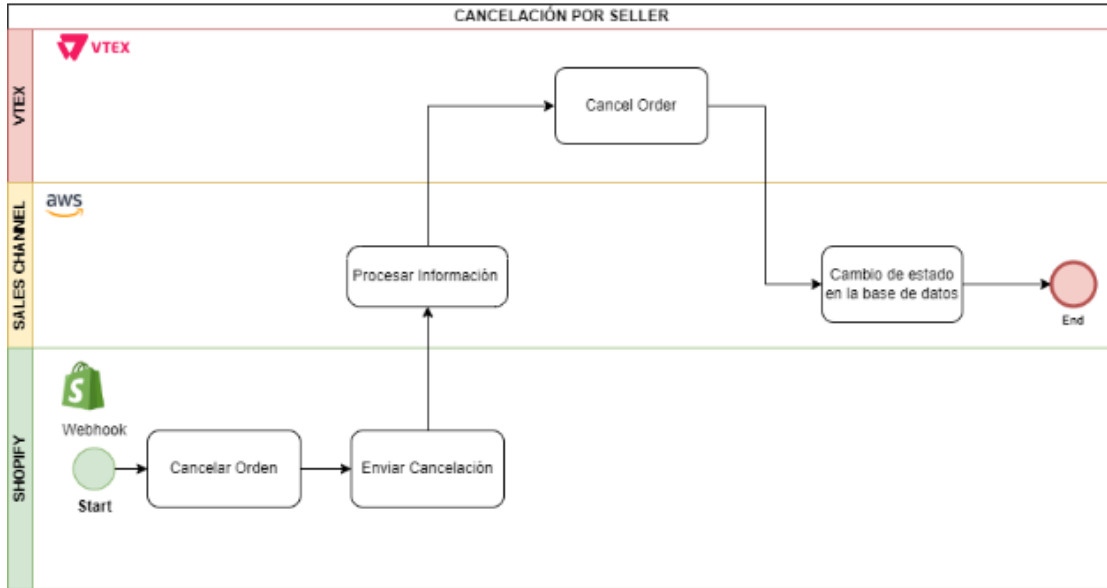 CANCELACIÓN POR SELLER
VTEX
VTEX
Cancel Order
SALES CHANNEL
aws
Procesar Información
Cambio de estado
en la base de datos
End
SHOPIFY
Webhook
Start
Cancelar Orden
Enviar Cancelación